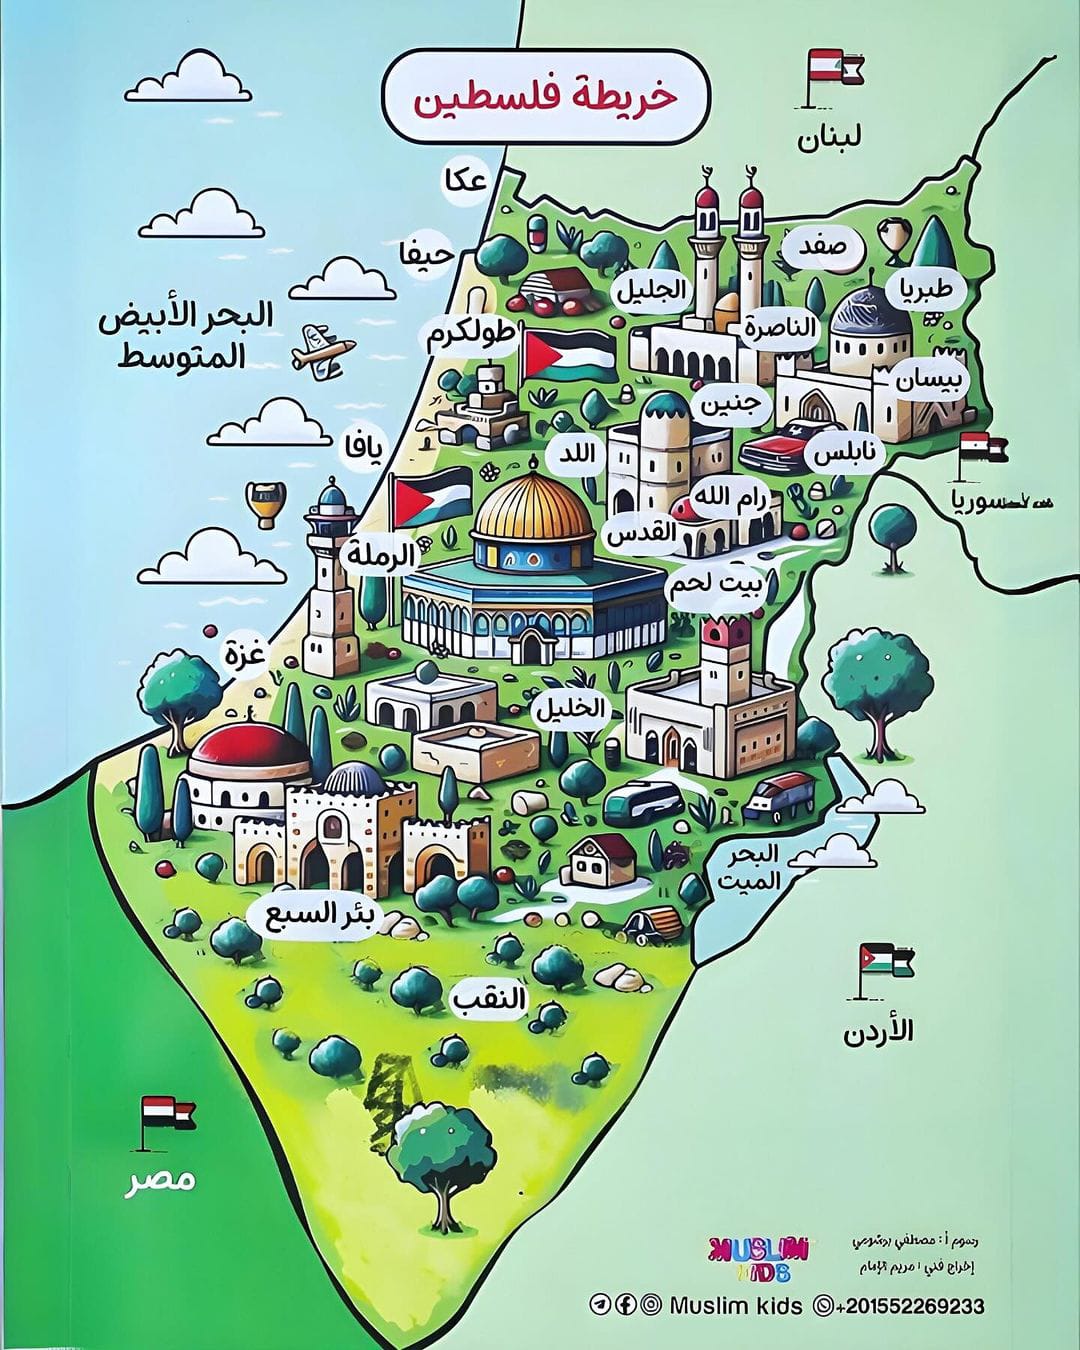 خريطة فلسطين
لبنان
عكا
حيفا
صفد
الجليل
طبريا
البحر الأبيض
المتوسط
طولكرم
الناصرة
بيسان
جنين
يافا
اللد
نابلس
سوريا
رام الله
القدس
الرملة
بيت لحم
غزة
الخليل
البحر
الميت
بئر السبع
النقب
الأردن
مصر
MUSLIM
KIDS
رسوم أ: مصطفي
إخراج فني: مريم الإمام
Muslim kids +201552269233